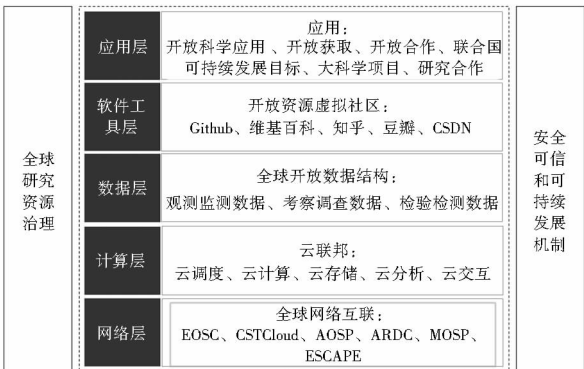 全球
研究
资源
治理
应用层
应用：
开放科学应用、开放获取、开放合作、联合国
可持续发展目标、大科学项目、研究合作
软件工
具层
开放资源虚拟社区：
Github、维基百科、知乎、豆瓣、CSDN
数据层
全球开放数据结构：
观测监测数据、考察调查数据、检验检测数据
计算层
云联邦：
云调度、云计算、云存储、云分析、云交互
网络层
全球网络互联：
EOSC、CSTCloud、AOSP、ARDC、MOSP、
ESCAPE
安全
可信
和可
持续
发展
机制